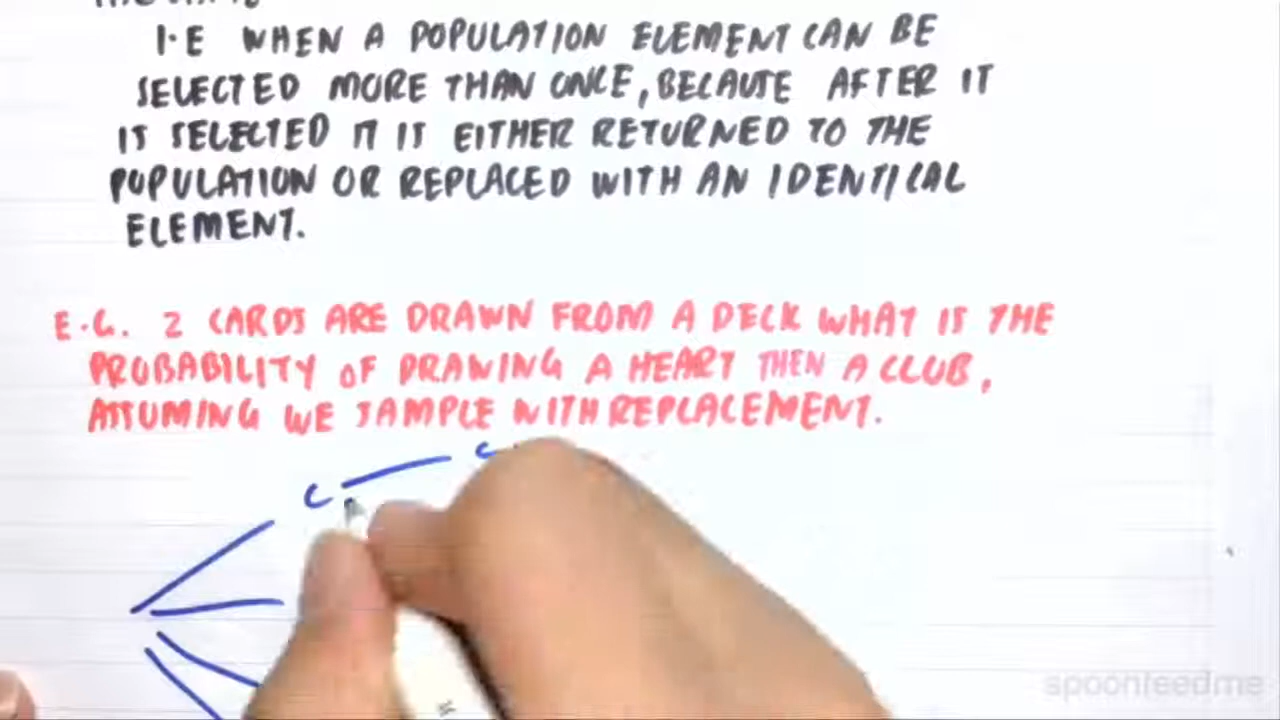 I.E WHEN A POPULATION ELEMENT CAN BE
SELECTED MORE THAN ONCE, BECAUSE AFTER IT
IS SELECTED IT IS EITHER RETURNED TO THE
POPULATION OR REPLACED WITH AN IDENTICAL
ELEMENT.
E.G. 2 CARDS ARE DRAWN FROM A DECK WHAT IS THE
PROBABILITY OF DRAWING A HEART THEN A CLUB,
ASSUMING WE SAMPLE WITH REPLACEMENT.
C
C
spoonfeedme